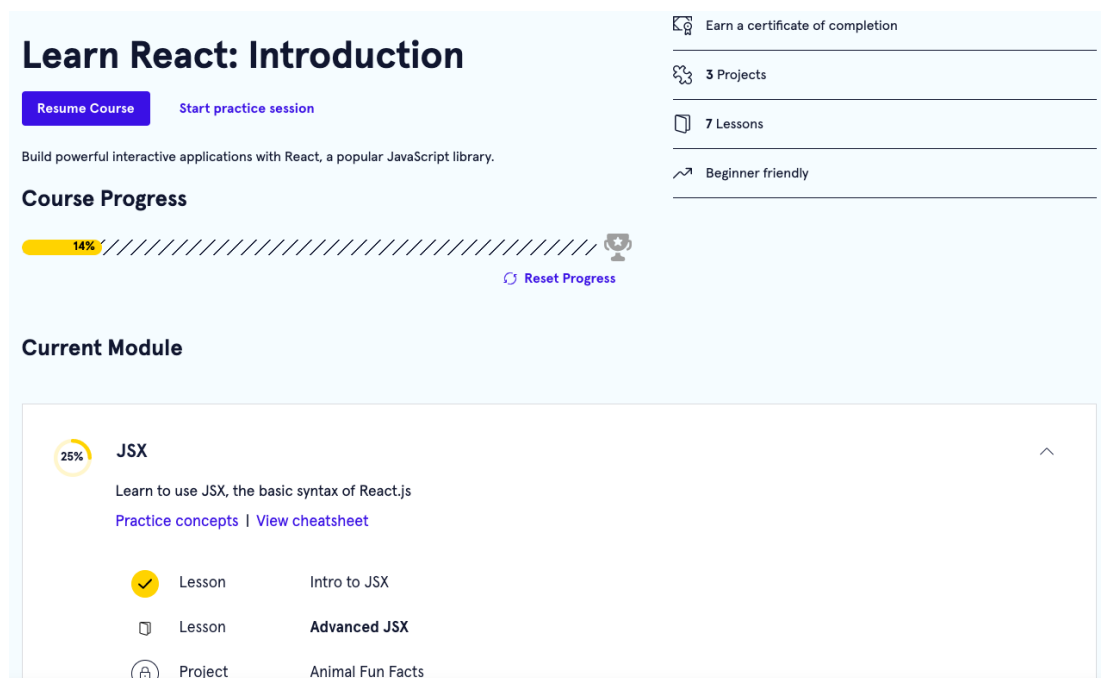 Learn React: Introduction
Resume Course
Start practice session
Build powerful interactive applications with React, a popular JavaScript library.
Course Progress
14%
Reset Progress
Earn a certificate of completion
3 Projects
7 Lessons
Beginner friendly
Current Module
25%
JSX
Learn to use JSX, the basic syntax of React.js
Practice concepts | View cheatsheet
Lesson Intro to JSX
Lesson Advanced JSX
Project Animal Fun Facts